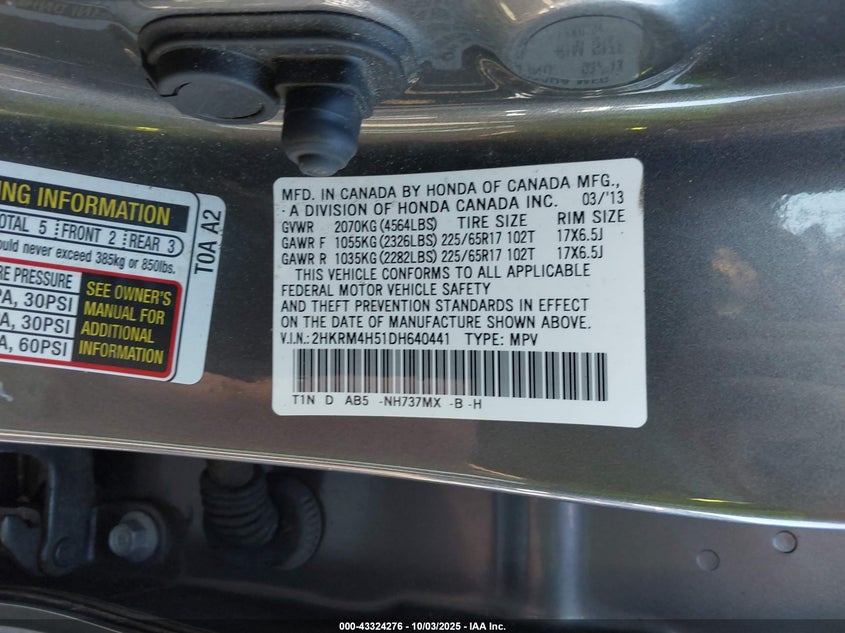 NG INFORMATION
TOTAL 5 FRONT 2 REAR 3
should never exceed 385kg or 850lbs.
RE PRESSURE
PA, 30PSI
A, 30PSI
A, 60PSI
SEE OWNER'S
MANUAL FOR
ADDITIONAL
INFORMATION
T0A A2
MFD. IN CANADA BY HONDA OF CANADA MFG.,
A DIVISION OF HONDA CANADA INC. 03/'13
GVWR 2070KG (4564LBS) TIRE SIZE RIM SIZE
GAWR F 1055KG (2326LBS) 225/65R17 102T 17X6.5J
GAWR R 1035KG (2282LBS) 225/65R17 102T 17X6.5J
THIS VEHICLE CONFORMS TO ALL APPLICABLE
FEDERAL MOTOR VEHICLE SAFETY
AND THEFT PREVENTION STANDARDS IN EFFECT
ON THE DATE OF MANUFACTURE SHOWN ABOVE.
V.I.N.: 2HKRM4H51DH640441 TYPE: MPV
T1N D AB5 -NH737MX -B -H
000-43324276 - 10/03/2025 - IAA Inc.